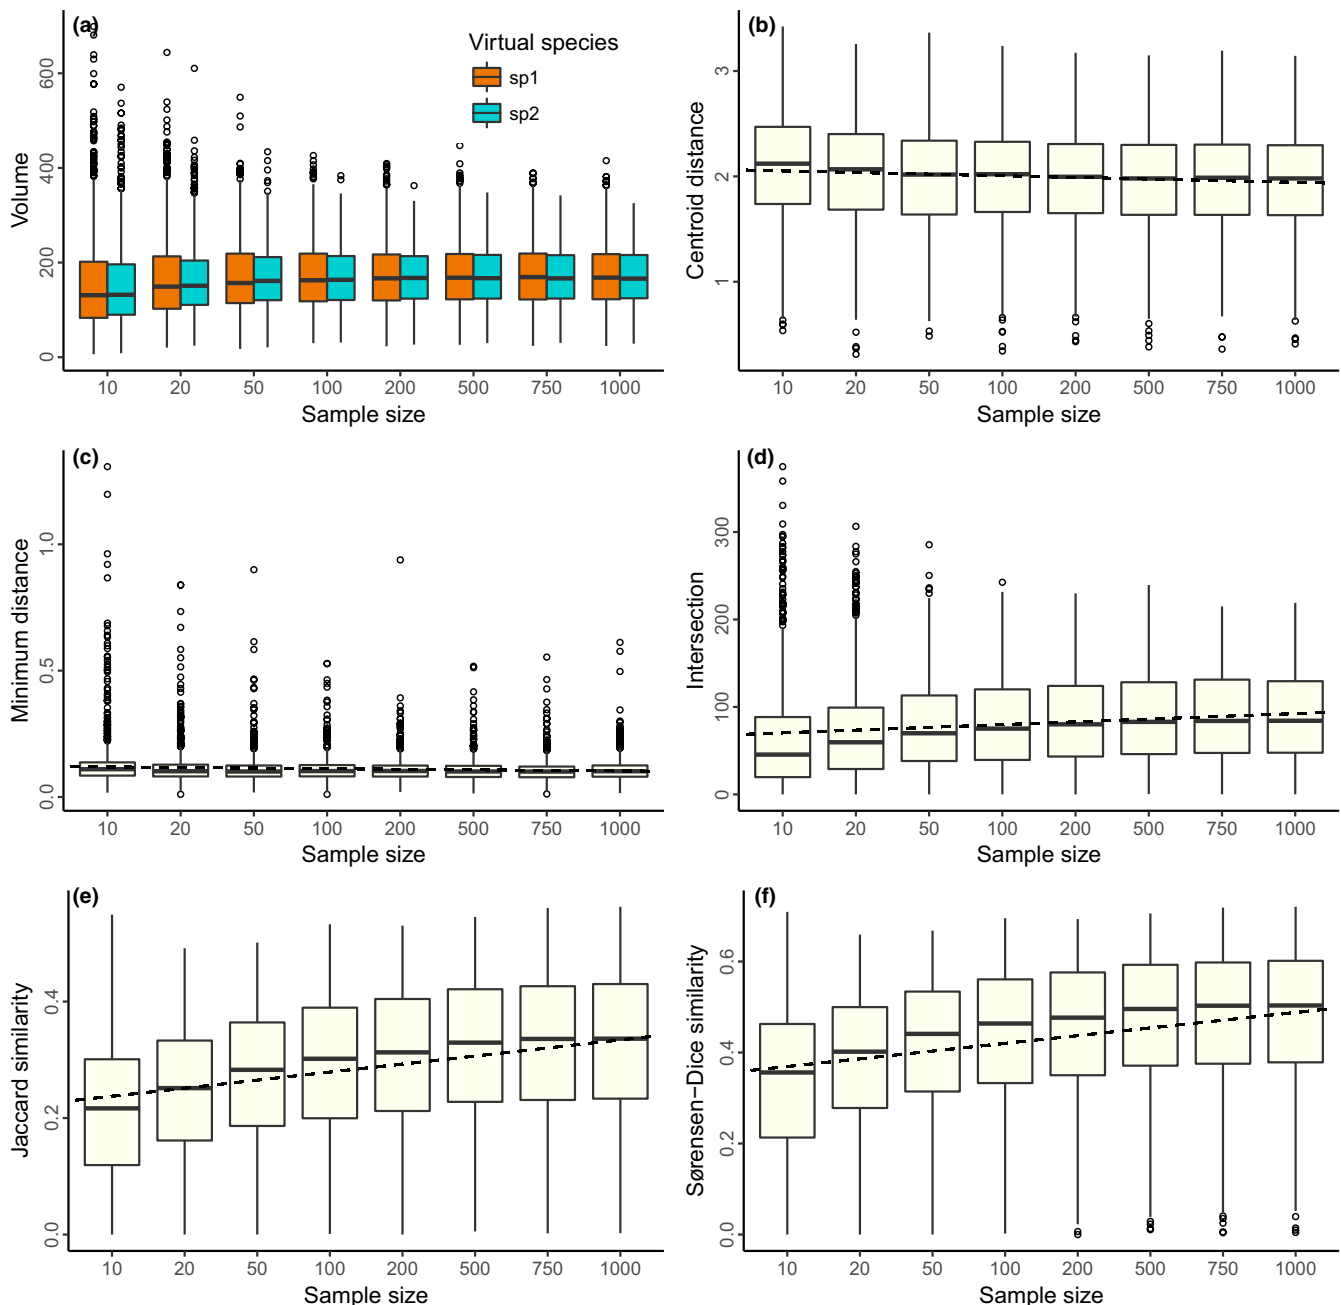 (a)
Virtual species
sp1
sp2
Volume
0
200
400
600
10 20 50 100 200 500 750 1000
Sample size
(b)
Centroid distance
1
2
3
10 20 50 100 200 500 750 1000
Sample size
(c)
Minimum distance
0.0
0.5
1.0
10 20 50 100 200 500 750 1000
Sample size
(d)
Intersection
0
100
200
300
10 20 50 100 200 500 750 1000
Sample size
(e)
Jaccard similarity
0.0
0.2
0.4
10 20 50 100 200 500 750 1000
Sample size
(f)
Sørensen−Dice similarity
0.0
0.2
0.4
0.6
10 20 50 100 200 500 750 1000
Sample size